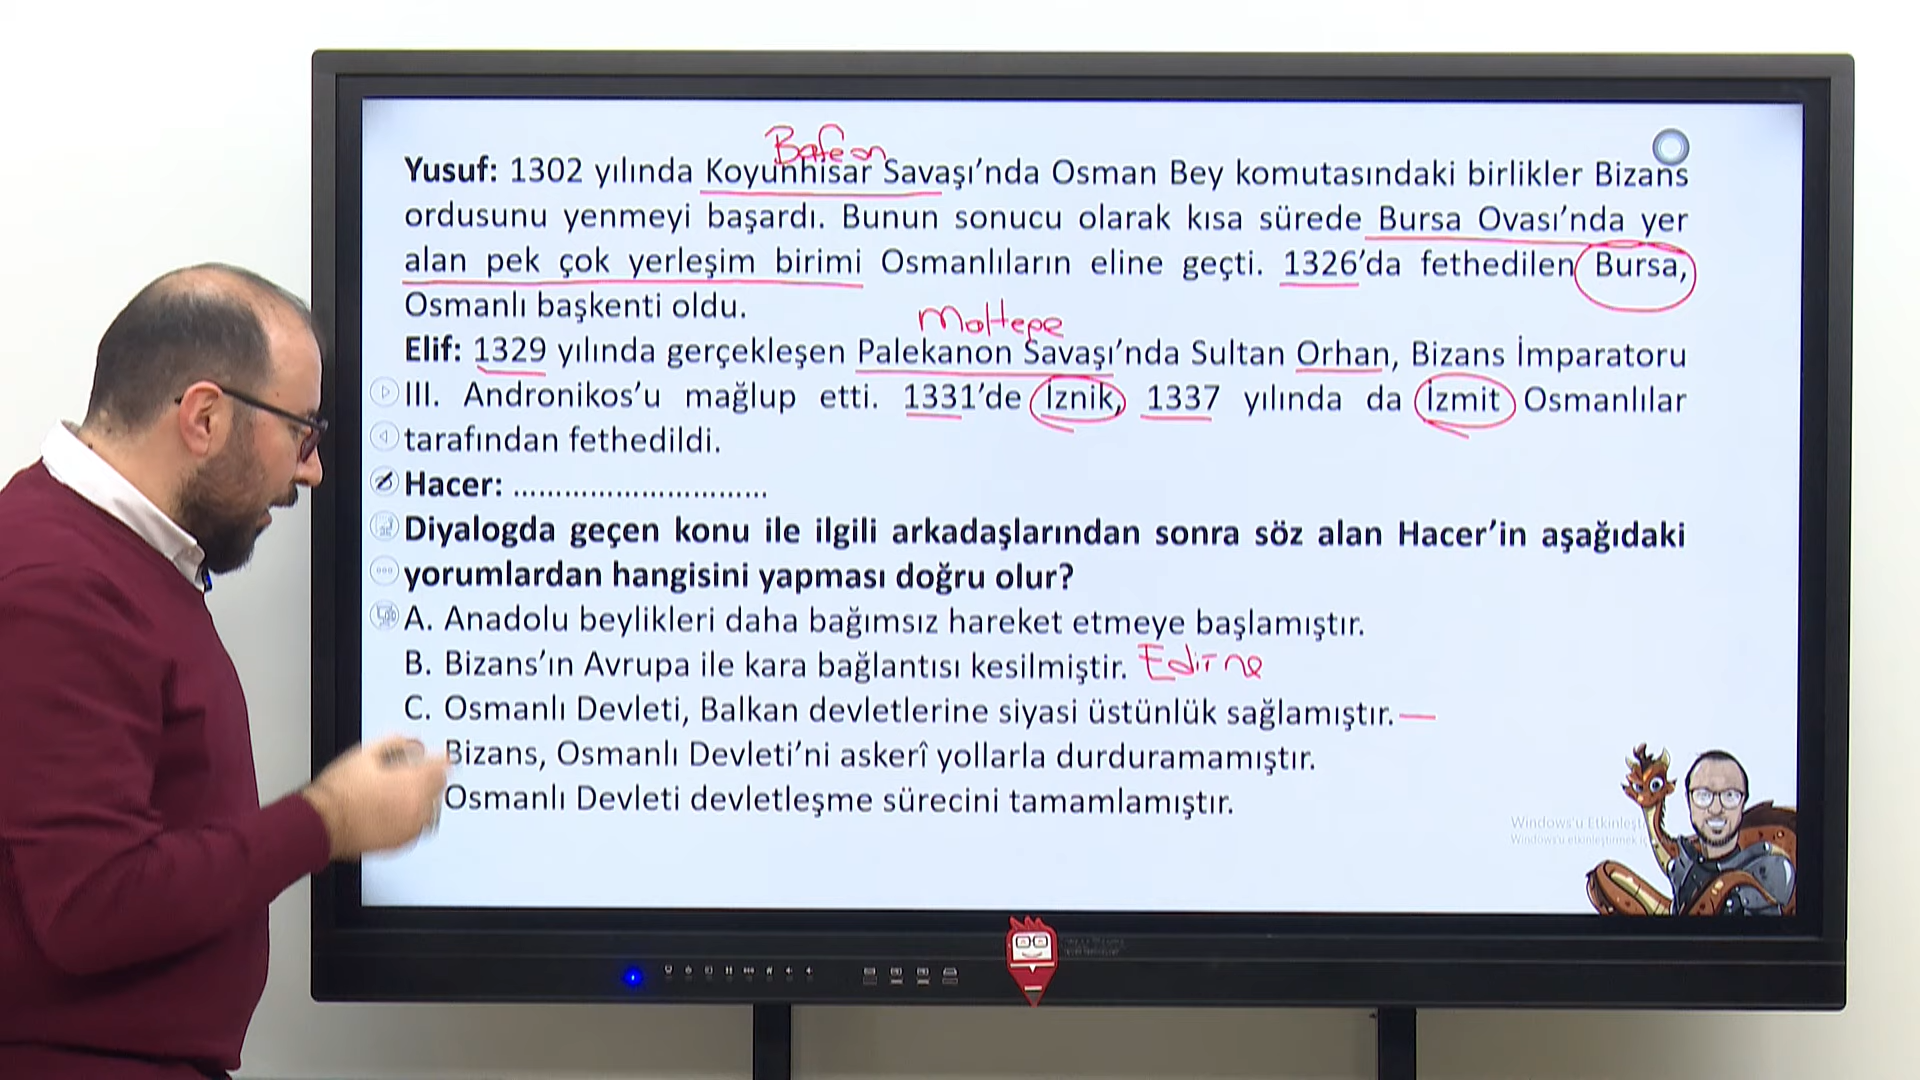 Bafeon
Yusuf: 1302 yılında Koyunhisar Savaşı’nda Osman Bey komutasındaki birlikler Bizans
ordusunu yenmeyi başardı. Bunun sonucu olarak kısa sürede Bursa Ovası’nda yer
alan pek çok yerleşim birimi Osmanlıların eline geçti. 1326’da fethedilen Bursa,
Osmanlı başkenti oldu.
Maltepe
Elif: 1329 yılında gerçekleşen Palekanon Savaşı’nda Sultan Orhan, Bizans İmparatoru
III. Andronikos’u mağlup etti. 1331’de İznik, 1337 yılında da İzmit Osmanlılar
tarafından fethedildi.
Hacer: ..............................
Diyalogda geçen konu ile ilgili arkadaşlarından sonra söz alan Hacer’in aşağıdaki
yorumlardan hangisini yapması doğru olur?
A. Anadolu beylikleri daha bağımsız hareket etmeye başlamıştır.
B. Bizans’ın Avrupa ile kara bağlantısı kesilmiştir. Edirne
C. Osmanlı Devleti, Balkan devletlerine siyasi üstünlük sağlamıştır.
Bizans, Osmanlı Devleti’ni askerî yollarla durduramamıştır.
Osmanlı Devleti devletleşme sürecini tamamlamıştır.
Windows'u Etkinleşt
Windows'u etkinleştirmek iç